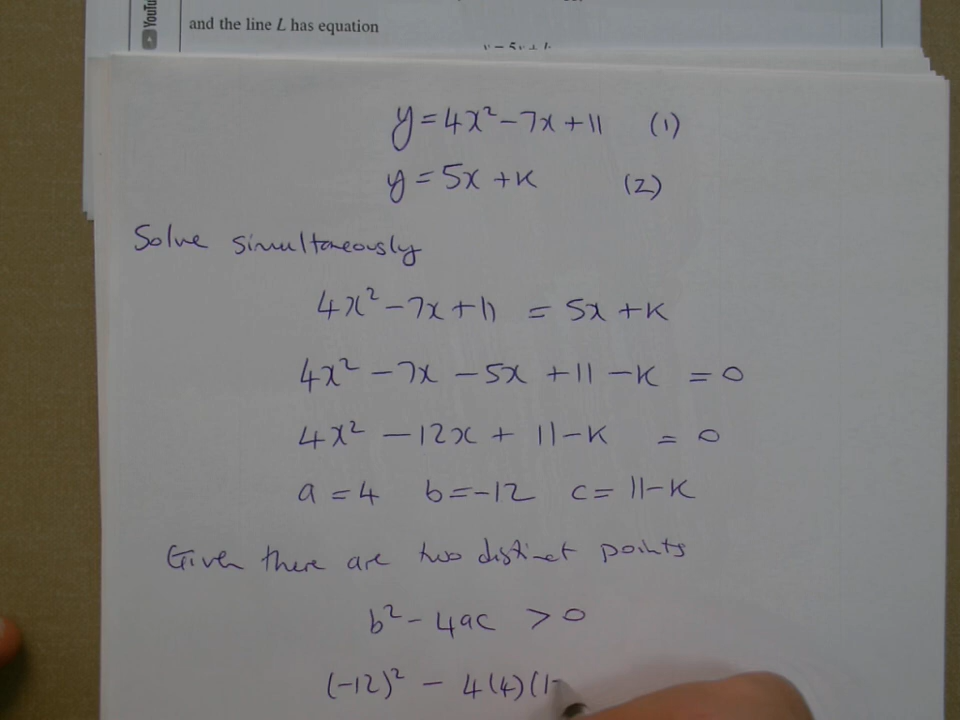 YouTu
and the line L has equation
y = 5x + k
y = 4x² - 7x + 11 (1)
y = 5x + k (2)
Solve simultaneously
4x² - 7x + 11 = 5x + k
4x² - 7x - 5x + 11 - k = 0
4x² - 12x + 11 - k = 0
a = 4 b = -12 c = 11 - k
Given there are two distinct points
b² - 4ac > 0
(-12)² - 4(4)(1